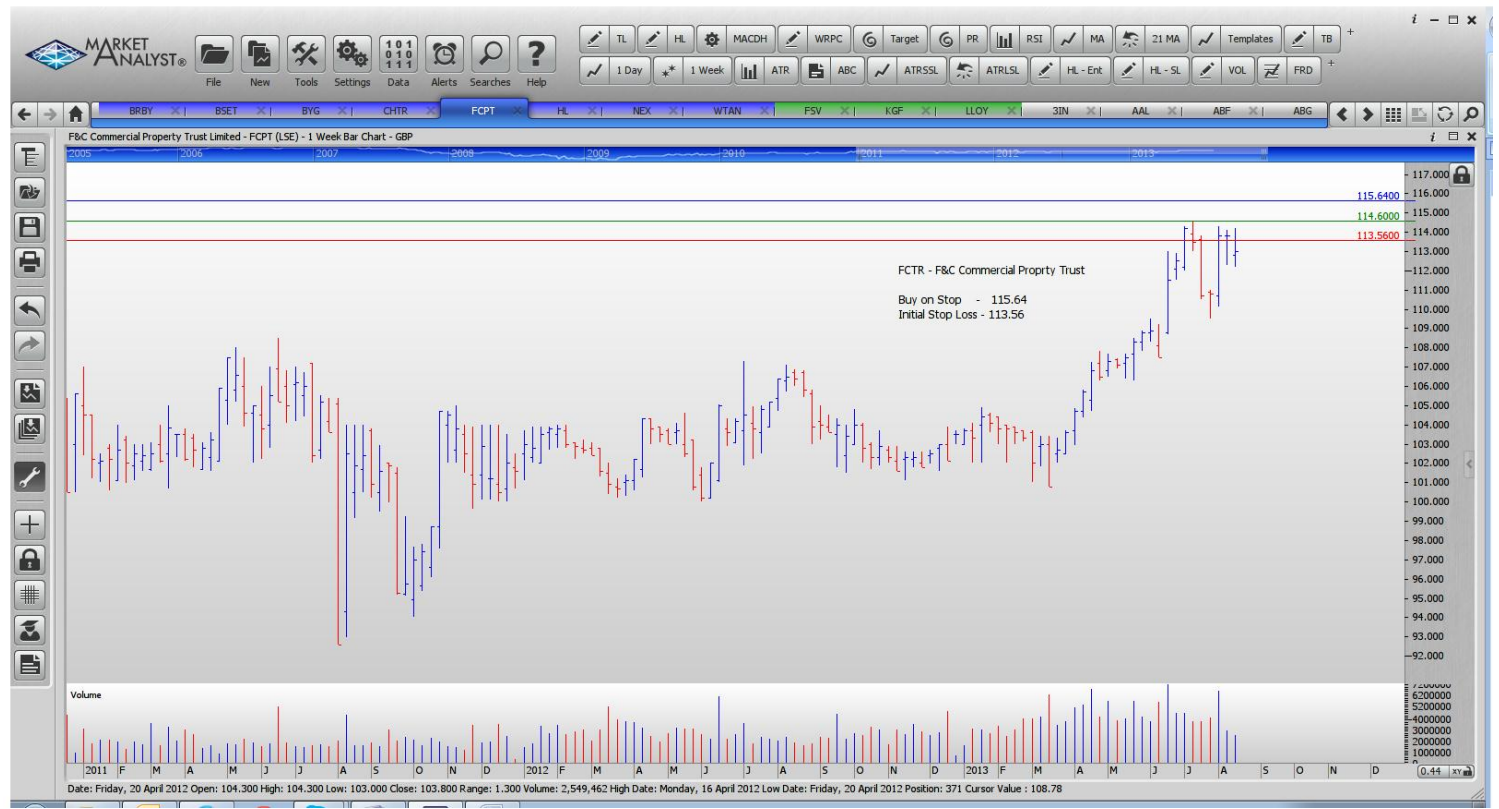 i
MARKET ANALYST®
File New Tools Settings Data Alerts Searches Help
TL HL MACDH WRPC Target PR RSI MA 21 MA Templates TB +
1 Day 1 Week ATR ABC ATRSSL ATRLSL HL - Ent HL - SL VOL FRD +
BRBY BSET BYG CHTR FCPT HL NEX WTAN FSV KGF LLOY 3IN AAL ABF ABG
F&C Commercial Property Trust Limited - FCPT (LSE) - 1 Week Bar Chart - GBP
i
2005 2006 2007 2008 2009 2010 2011 2012 2013
117.000
115.6400
116.000
114.6000
115.000
113.5600
114.000
113.000
112.000
111.000
110.000
109.000
108.000
107.000
106.000
105.000
104.000
103.000
102.000
101.000
100.000
99.000
98.000
97.000
96.000
95.000
94.000
93.000
92.000
FCTR - F&C Commercial Proprty Trust
Buy on Stop - 115.64
Initial Stop Loss - 113.56
Volume
7200000
6200000
5200000
4000000
3000000
2000000
1000000
2011 F M A M J J A S O N D 2012 F M A M J J A S O N D 2013 F M A M J J A S O N D
0.44 XY
Date: Friday, 20 April 2012 Open: 104.300 High: 104.300 Low: 103.000 Close: 103.800 Range: 1.300 Volume: 2,549,462 High Date: Monday, 16 April 2012 Low Date: Friday, 20 April 2012 Position: 371 Cursor Value : 108.78